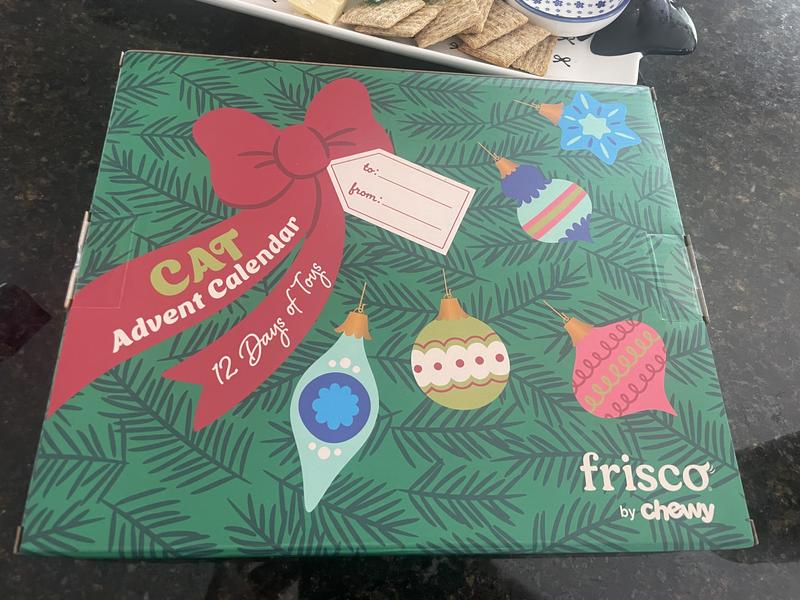 to:
from:
CAT
Advent Calendar
12 Days of Toys
frisco
by chewy